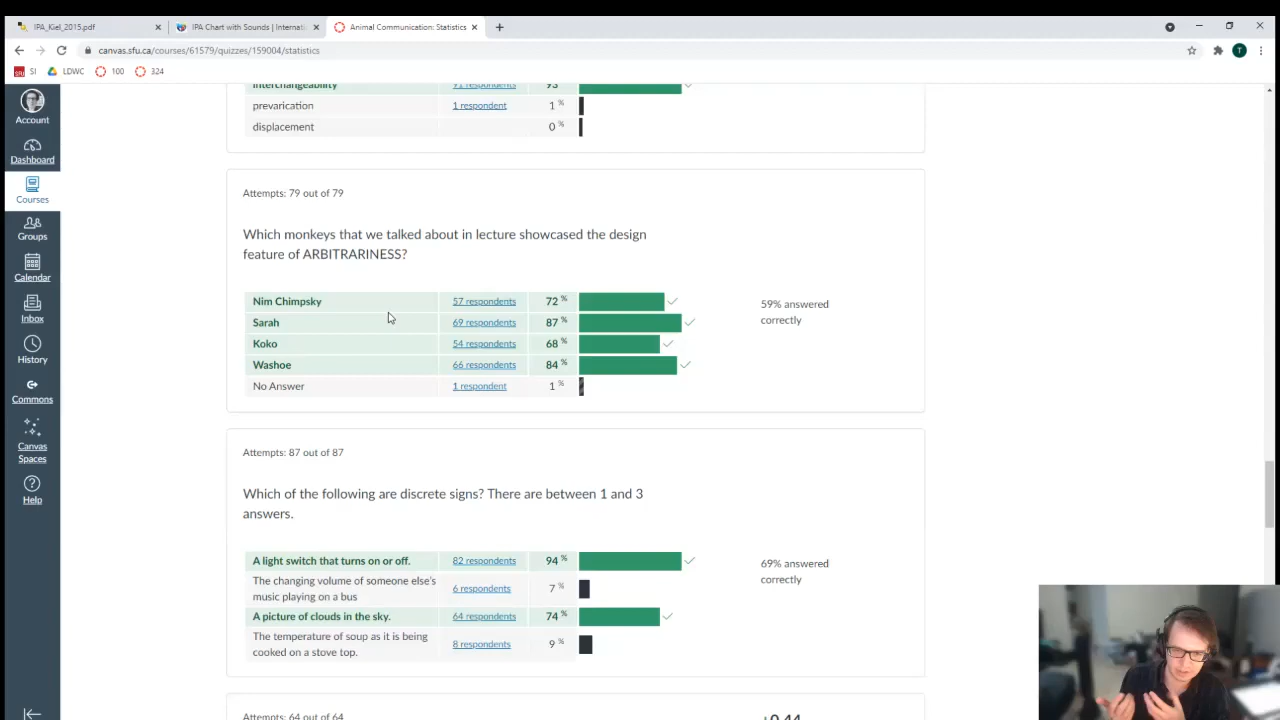 IPA_Kiel_2015.pdf
IPA Chart with Sounds | Internati
Animal Communication: Statistics
canvas.sfu.ca/courses/61579/quizzes/159004/statistics
SFU SI LDWC 100 324
T
Account
Dashboard
Courses
Groups
Calendar
Inbox
History
Commons
Canvas
Spaces
Help
interchangeability 91 respondents 93
prevarication 1 respondent 1 %
displacement 0 %
Attempts: 79 out of 79
Which monkeys that we talked about in lecture showcased the design
feature of ARBITRARINESS?
Nim Chimpsky 57 respondents 72 %
Sarah 69 respondents 87 %
Koko 54 respondents 68 %
Washoe 66 respondents 84 %
No Answer 1 respondent 1 %
59% answered
correctly
Attempts: 87 out of 87
Which of the following are discrete signs? There are between 1 and 3
answers.
A light switch that turns on or off. 82 respondents 94 %
The changing volume of someone else's
music playing on a bus 6 respondents 7 %
A picture of clouds in the sky. 64 respondents 74 %
The temperature of soup as it is being
cooked on a stove top. 8 respondents 9 %
69% answered
correctly
Attempts: 64 out of 64
+0.44